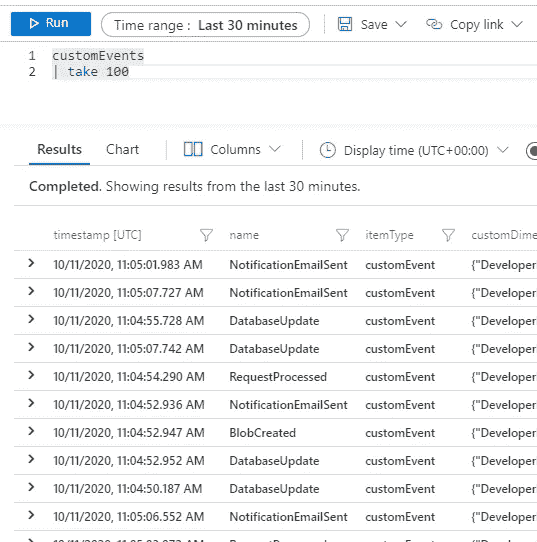 Run Time range : Last 30 minutes Save Copy link
1 customEvents
2 | take 100
Results Chart Columns Display time (UTC+00:00)
Completed. Showing results from the last 30 minutes.
timestamp [UTC] name itemType customDime
10/11/2020, 11:05:01.983 AM NotificationEmailSent customEvent {"Developer
10/11/2020, 11:05:07.727 AM NotificationEmailSent customEvent {"Developer
10/11/2020, 11:04:55.728 AM DatabaseUpdate customEvent {"Developer
10/11/2020, 11:05:07.742 AM DatabaseUpdate customEvent {"Developer
10/11/2020, 11:04:54.290 AM RequestProcessed customEvent {"Developer
10/11/2020, 11:04:52.936 AM NotificationEmailSent customEvent {"Developer
10/11/2020, 11:04:52.947 AM BlobCreated customEvent {"Developer
10/11/2020, 11:04:52.952 AM DatabaseUpdate customEvent {"Developer
10/11/2020, 11:04:50.187 AM DatabaseUpdate customEvent {"Developer
10/11/2020, 11:05:06.552 AM NotificationEmailSent customEvent {"Developer